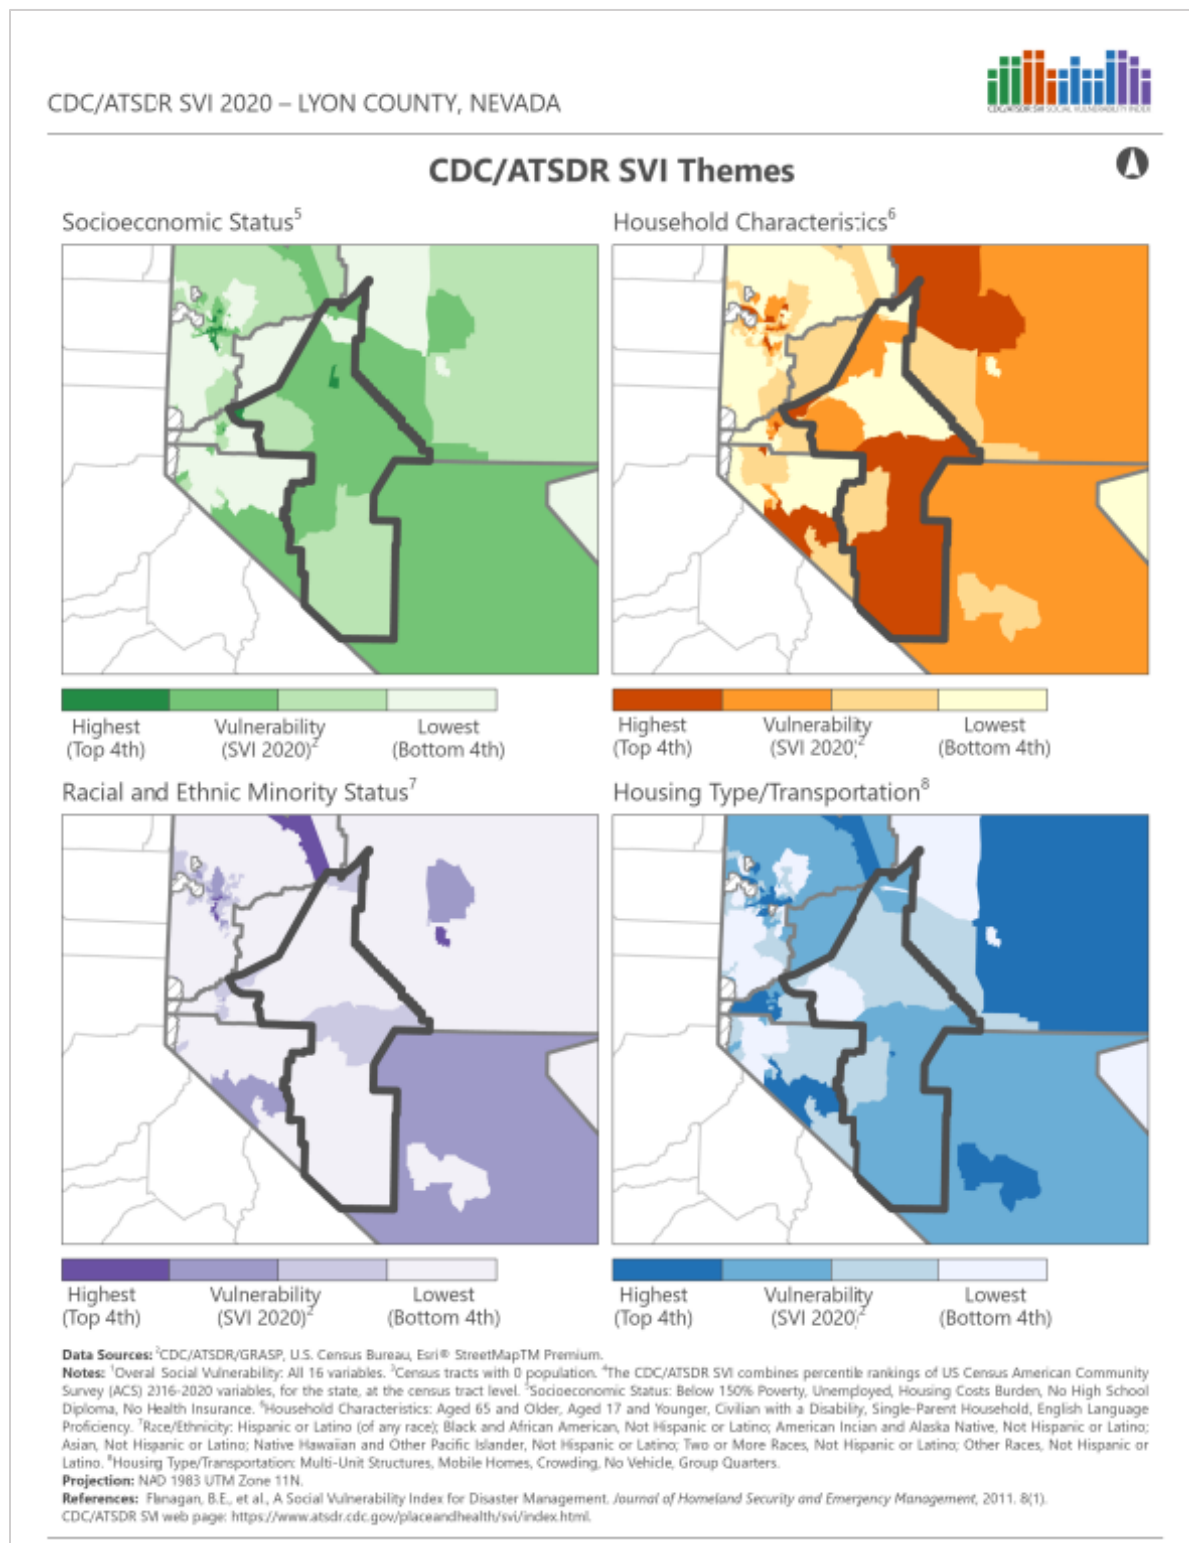 CDC/ATSDR SVI 2020 – LYON COUNTY, NEVADA
CDC/ATSDR SVI SOCIAL VULNERABILITY INDEX
CDC/ATSDR SVI Themes
Socioeconomic Status5
Household Characteristics6
Highest
(Top 4th)
Vulnerability
(SVI 2020)2
Lowest
(Bottom 4th)
Highest
(Top 4th)
Vulnerability
(SVI 2020)2
Lowest
(Bottom 4th)
Racial and Ethnic Minority Status7
Housing Type/Transportation8
Highest
(Top 4th)
Vulnerability
(SVI 2020)2
Lowest
(Bottom 4th)
Highest
(Top 4th)
Vulnerability
(SVI 2020)2
Lowest
(Bottom 4th)
Data Sources: 2CDC/ATSDR/GRASP, U.S. Census Bureau, Esri® StreetMapTM Premium.
Notes: 1Overal Social Vulnerability: All 16 variables. 3Census tracts with 0 population. 4The CDC/ATSDR SVI combines percentile rankings of US Census American Community
Survey (ACS) 2016-2020 variables, for the state, at the census tract level. 5Socioeconomic Status: Below 150% Poverty, Unemployed, Housing Costs Burden, No High School
Diploma, No Health Insurance. 6Household Characteristics: Aged 65 and Older, Aged 17 and Younger, Civilian with a Disability, Single-Parent Household, English Language
Proficiency. 7Race/Ethnicity: Hispanic or Latino (of any race); Black and African American, Not Hispanic or Latino; American Indian and Alaska Native, Not Hispanic or Latino;
Asian, Not Hispanic or Latino; Native Hawaiian and Other Pacific Islander, Not Hispanic or Latino; Two or More Races, Not Hispanic or Latino; Other Races, Not Hispanic or
Latino. 8Housing Type/Transportation: Multi-Unit Structures, Mobile Homes, Crowding, No Vehicle, Group Quarters.
Projection: NAD 1983 UTM Zone 11N.
References: Flanagan, B.E., et al., A Social Vulnerability Index for Disaster Management. Journal of Homeland Security and Emergency Management, 2011. 8(1).
CDC/ATSDR SVI web page: https://www.atsdr.cdc.gov/placeandhealth/svi/index.html.